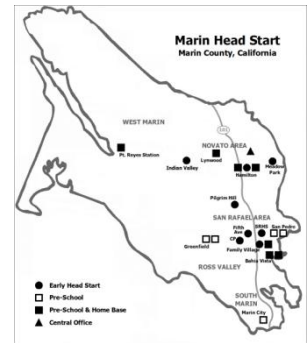 Marin Head Start
Marin County, California
101
WEST MARIN
NOVATO AREA
Pt. Reyes Station
Lynwood
Indian Valley
Hamilton
Meadow
Park
Pilgrim Hill
SAN RAFAEL AREA
Fifth
Ave
SRHS
San Pedro
CP
Greenfield
Family Village
Bahia Vista
ROSS VALLEY
SOUTH
MARIN
Marin City
Early Head Start
Pre-School
Pre-School & Home Base
Central Office